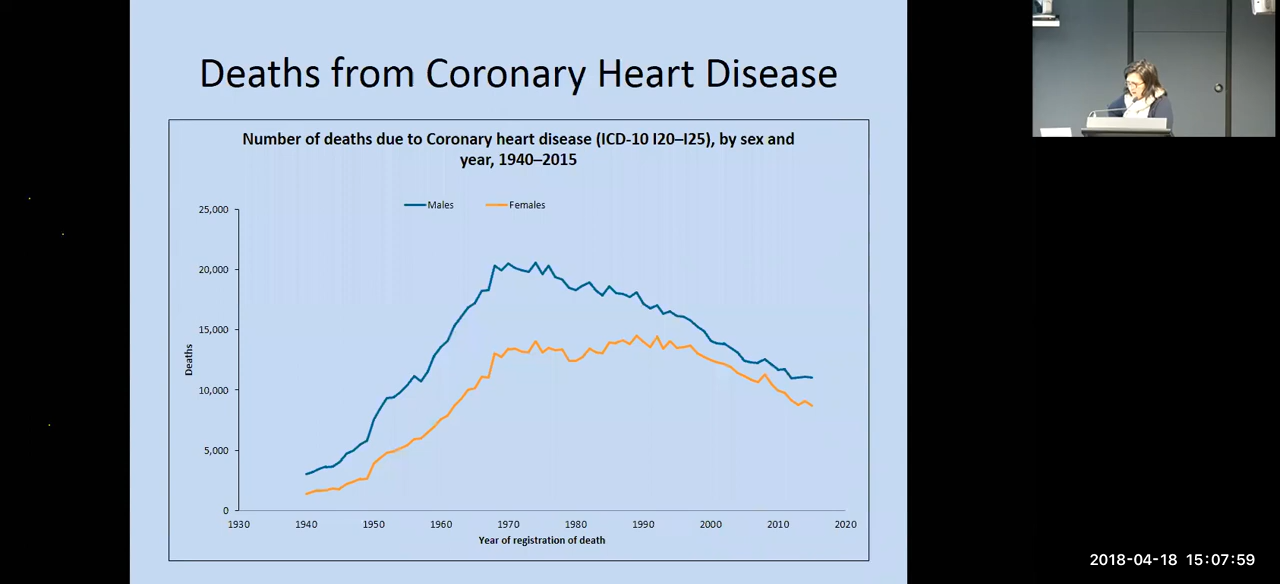 Deaths from Coronary Heart Disease
Number of deaths due to Coronary heart disease (ICD-10 I20–I25), by sex and
year, 1940–2015
Males
Females
25,000
20,000
15,000
10,000
5,000
0
Deaths
1930
1940
1950
1960
1970
1980
1990
2000
2010
2020
Year of registration of death
2018-04-18 15:07:59